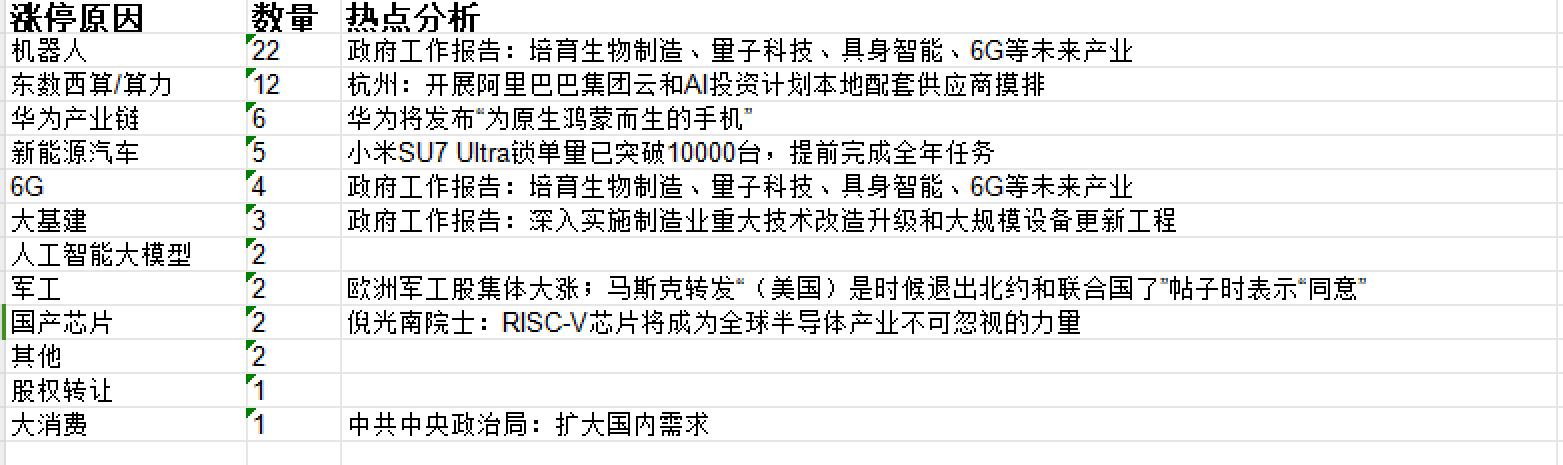 涨停原因 数量 热点分析
机器人 22 政府工作报告：培育生物制造、量子科技、具身智能、6G等未来产业
东数西算/算力 12 杭州：开展阿里巴巴集团云和AI投资计划本地配套供应商摸排
华为产业链 6 华为将发布“为原生鸿蒙而生的手机”
新能源汽车 5 小米SU7 Ultra锁单量已突破10000台，提前完成全年任务
6G 4 政府工作报告：培育生物制造、量子科技、具身智能、6G等未来产业
大基建 3 政府工作报告：深入实施制造业重大技术改造升级和大规模设备更新工程
人工智能大模型 2
军工 2 欧洲军工股集体大涨；马斯克转发“（美国）是时候退出北约和联合国了”帖子时表示“同意”
国产芯片 2 倪光南院士：RISC-V芯片将成为全球半导体产业不可忽视的力量
其他 2
股权转让 1
大消费 1 中共中央政治局：扩大国内需求